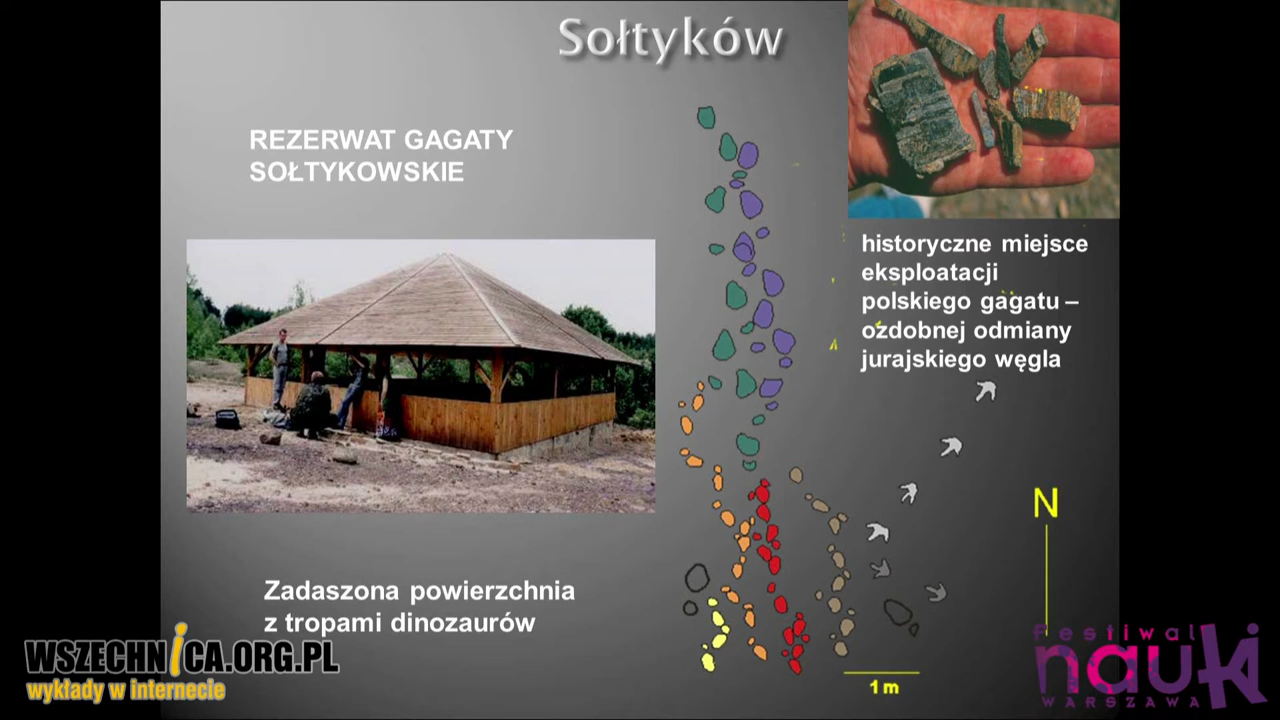 Sołtyków
REZERWAT GAGATY
SOŁTYKOWSKIE
historyczne miejsce
eksploatacji
polskiego gagatu –
ozdobnej odmiany
jurajskiego węgla
N
Zadaszona powierzchnia
z tropami dinozaurów
1 m
WSZECHNiCA.ORG.PL
wykłady w internecie
festiwal
nauki
WARSZAWA